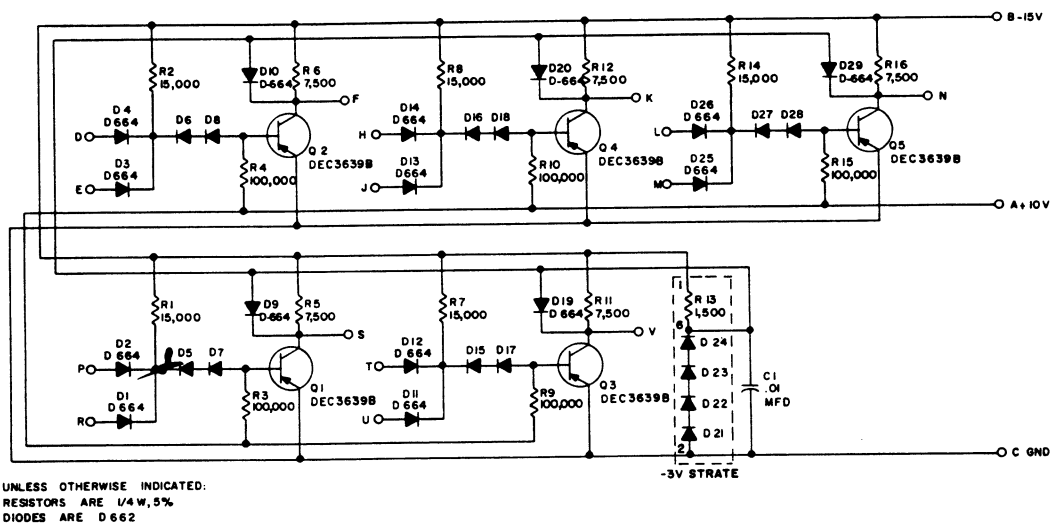 B-15V
R2
15,000
D10
D-664
R6
7,500
F
D4
D664
D
D6
D8
D3
D664
E
R4
100,000
Q2
DEC3639B
R8
15,000
D20
D-664
R12
7,500
K
D14
D664
H
D16
D18
D13
D664
J
R10
100,000
Q4
DEC3639B
R14
15,000
D29
D-664
R16
7,500
N
D26
D664
L
D27
D28
D25
D664
M
R15
100,000
Q5
DEC3639B
A+10V
R1
15,000
D9
D-664
R5
7,500
S
D2
D664
P
D5
D7
D1
D664
R
R3
100,000
Q1
DEC3639B
R7
15,000
D19
D664
R11
7,500
V
D12
D664
T
D15
D17
D11
D664
U
R9
100,000
Q3
DEC3639B
1
R13
1,500
6
D24
D23
D22
D21
2
C1
.01
MFD
C GND
-3V STRATE
UNLESS OTHERWISE INDICATED:
RESISTORS ARE 1/4W, 5%
DIODES ARE D662